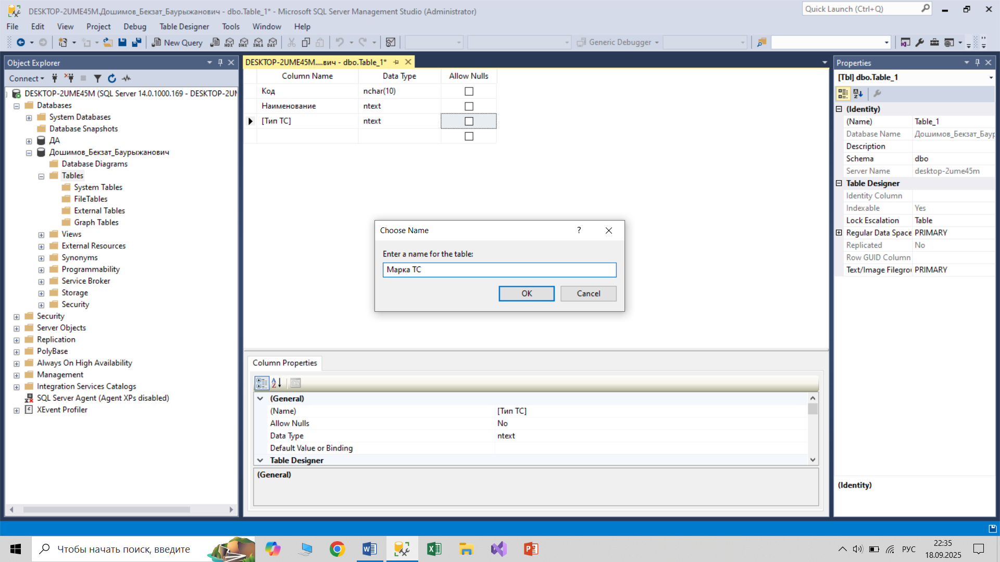 DESKTOP-2UME45M.Дошимов_Бекзат_Баурыжанович - dbo.Table_1* - Microsoft SQL Server Management Studio (Administrator)
Quick Launch (Ctrl+Q)
File Edit View Project Debug Table Designer Tools Window Help
New Query
MDX DMX XMLA DAX
Generic Debugger
Object Explorer
Connect
DESKTOP-2UME45M (SQL Server 14.0.1000.169 - DESKTOP-2UM
Databases
System Databases
Database Snapshots
ДА
Дошимов_Бекзат_Баурыжанович
Database Diagrams
Tables
System Tables
FileTables
External Tables
Graph Tables
Views
External Resources
Synonyms
Programmability
Service Broker
Storage
Security
Security
Server Objects
Replication
PolyBase
Always On High Availability
Management
Integration Services Catalogs
SQL Server Agent (Agent XPs disabled)
XEvent Profiler
DESKTOP-2UME45M....вич - dbo.Table_1*
Column Name Data Type Allow Nulls
Код nchar(10)
Наименование ntext
[Тип ТС] ntext
Choose Name
?
Enter a name for the table:
Марка ТС
OK Cancel
Column Properties
(General)
(Name) [Тип ТС]
Allow Nulls No
Data Type ntext
Default Value or Binding
Table Designer
(General)
Properties
[Tbl] dbo.Table_1
(Identity)
(Name) Table_1
Database Name Дошимов_Бекзат_Баур
Description
Schema dbo
Server Name desktop-2ume45m
Table Designer
Identity Column
Indexable Yes
Lock Escalation Table
Regular Data Space PRIMARY
Replicated No
Row GUID Column
Text/Image Filegrou PRIMARY
(Identity)
Чтобы начать поиск, введите
РУС
22:35
18.09.2025